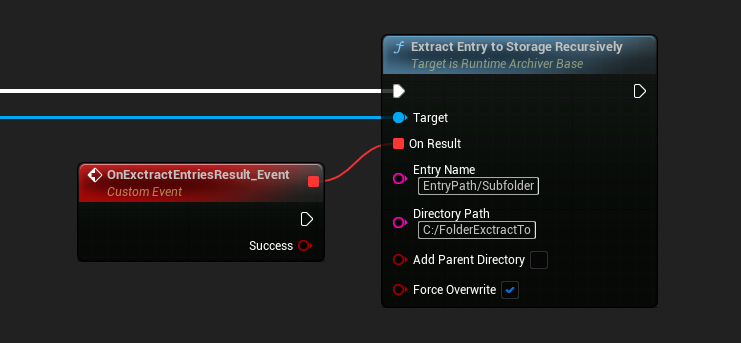 Extract Entry to Storage Recursively
Target is Runtime Archiver Base
Target
On Result
OnExctractEntriesResult_Event
Custom Event
Success
Entry Name
EntryPath/Subfolder
Directory Path
C:/FolderExctractTo
Add Parent Directory
Force Overwrite